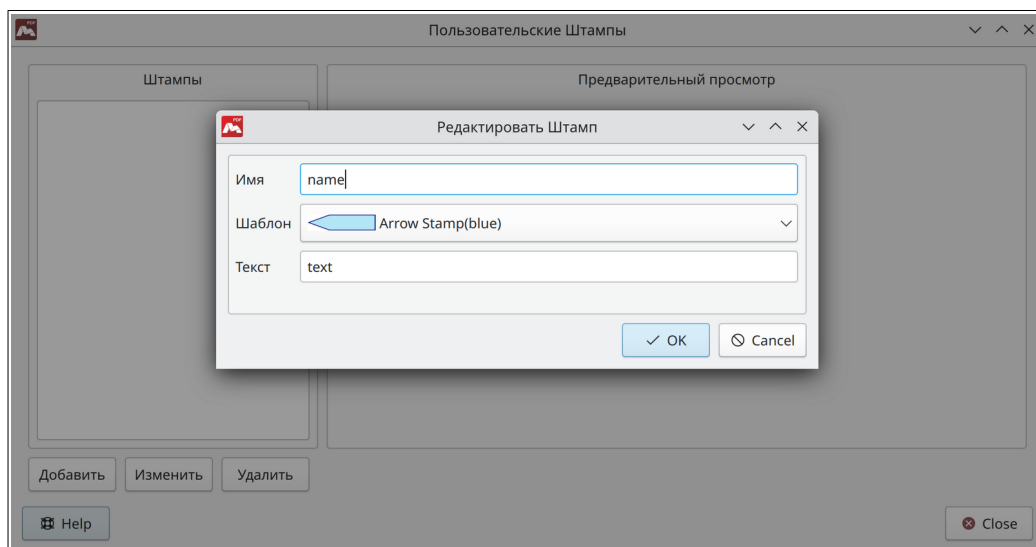 Пользовательские Штампы
Штампы
Предварительный просмотр
PDF
Редактировать Штамп
Имя
name
Шаблон
Arrow Stamp(blue)
Текст
text
OK
Cancel
Добавить
Изменить
Удалить
Help
Close